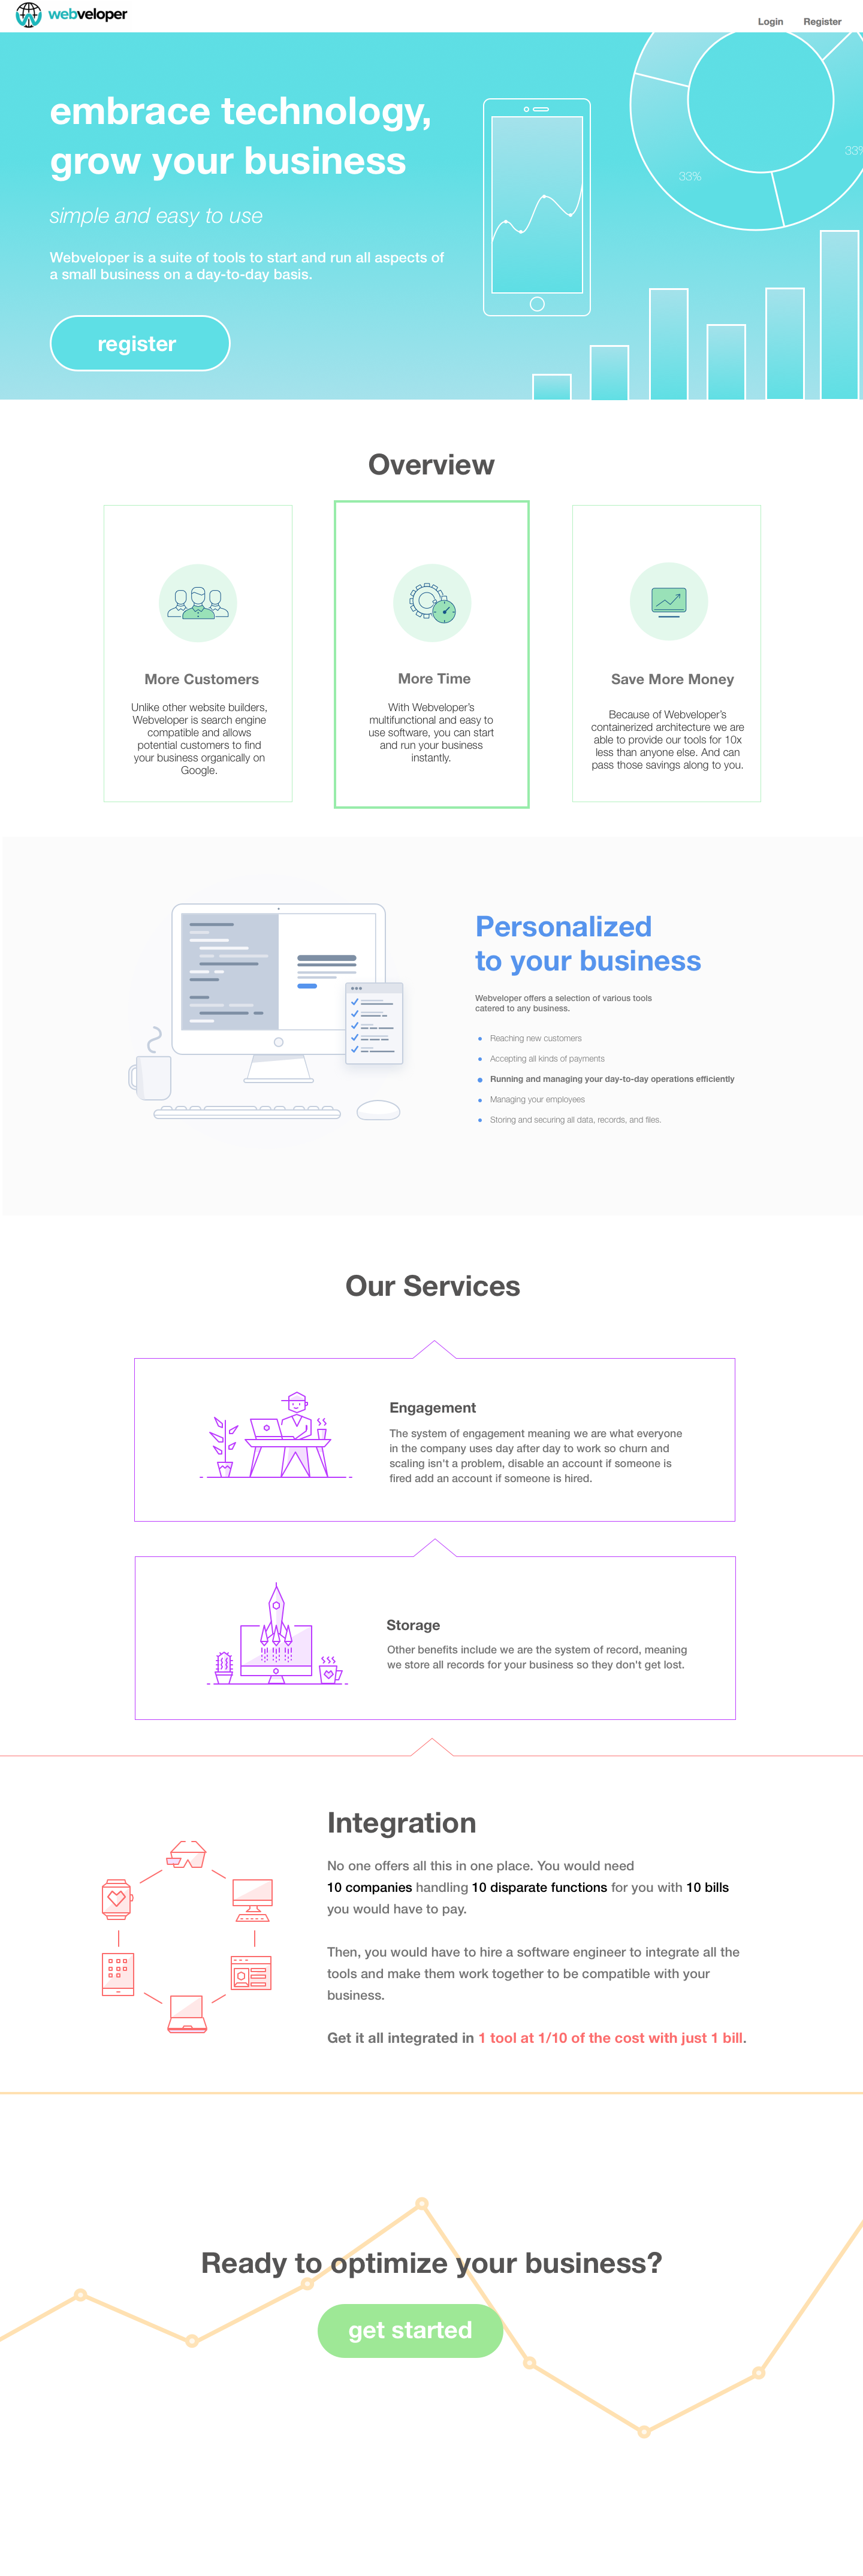 webveloper
Login Register
embrace technology,
grow your business
simple and easy to use
Webveloper is a suite of tools to start and run all aspects of
a small business on a day-to-day basis.
register
33%
33%
Overview
More Customers
Unlike other website builders,
Webveloper is search engine
compatible and allows
potential customers to find
your business organically on
Google.
More Time
With Webveloper's
multifunctional and easy to
use software, you can start
and run your business
instantly.
Save More Money
Because of Webveloper's
containerized architecture we are
able to provide our tools for 10x
less than anyone else. And can
pass those savings along to you.
Personalized
to your business
Webveloper offers a selection of various tools
catered to any business.
Reaching new customers
Accepting all kinds of payments
Running and managing your day-to-day operations efficiently
Managing your employees
Storing and securing all data, records, and files.
Our Services
Engagement
The system of engagement meaning we are what everyone
in the company uses day after day to work so churn and
scaling isn't a problem, disable an account if someone is
fired add an account if someone is hired.
Storage
Other benefits include we are the system of record, meaning
we store all records for your business so they don't get lost.
Integration
No one offers all this in one place. You would need
10 companies handling 10 disparate functions for you with 10 bills
you would have to pay.
Then, you would have to hire a software engineer to integrate all the
tools and make them work together to be compatible with your
business.
Get it all integrated in 1 tool at 1/10 of the cost with just 1 bill.
Ready to optimize your business?
get started